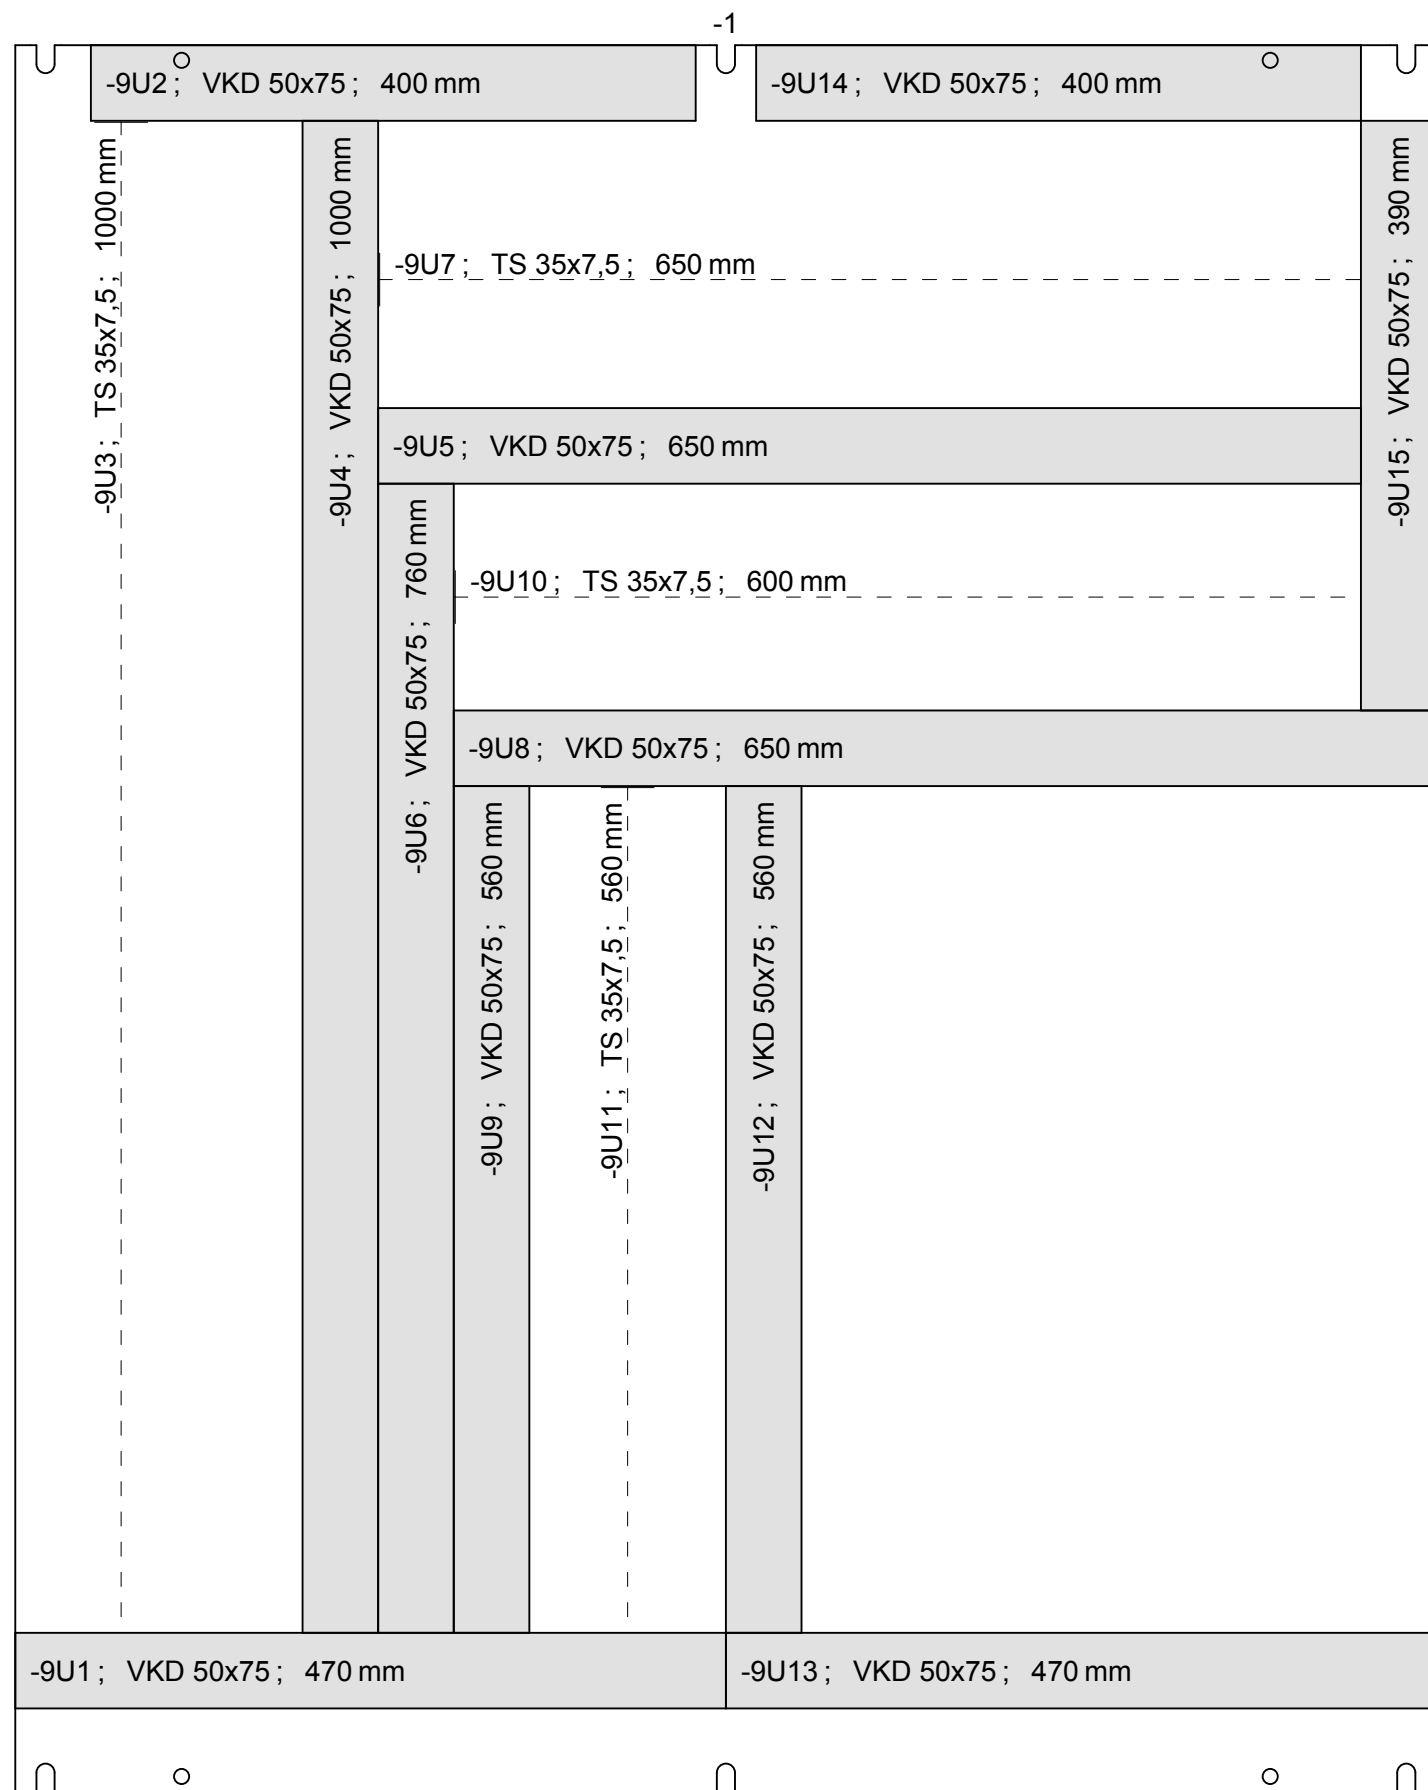 -1
-9U2 ; VKD 50x75 ; 400 mm
-9U14 ; VKD 50x75 ; 400 mm
-9U3 ; TS 35x7,5 ; 1000 mm
-9U4 ; VKD 50x75 ; 1000 mm
-9U7 ; TS 35x7,5 ; 650 mm
-9U15 ; VKD 50x75 ; 390 mm
-9U5 ; VKD 50x75 ; 650 mm
-9U6 ; VKD 50x75 ; 760 mm
-9U10 ; TS 35x7,5 ; 600 mm
-9U8 ; VKD 50x75 ; 650 mm
-9U9 ; VKD 50x75 ; 560 mm
-9U11 ; TS 35x7,5 ; 560 mm
-9U12 ; VKD 50x75 ; 560 mm
-9U1 ; VKD 50x75 ; 470 mm
-9U13 ; VKD 50x75 ; 470 mm